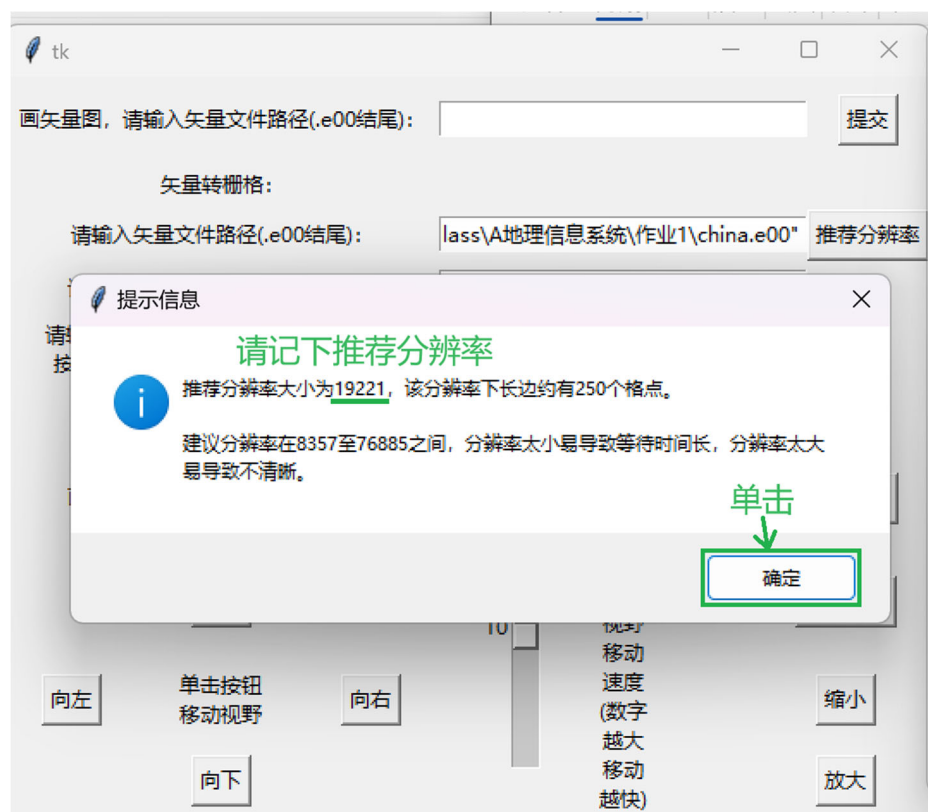 tk
画矢量图，请输入矢量文件路径(.e00结尾)：
提交
矢量转栅格：
请输入矢量文件路径(.e00结尾)：
lass\A地理信息系统\作业1\china.e00"
推荐分辨率
提示信息
请记下推荐分辨率
推荐分辨率大小为19221，该分辨率下长边约有250个格点。
建议分辨率在8357至76885之间，分辨率太小易导致等待时间长，分辨率太大
易导致不清晰。
单击
确定
10
视野
移动
速度
(数字
越大
移动
越快)
向左
单击按钮
移动视野
向右
缩小
向下
放大